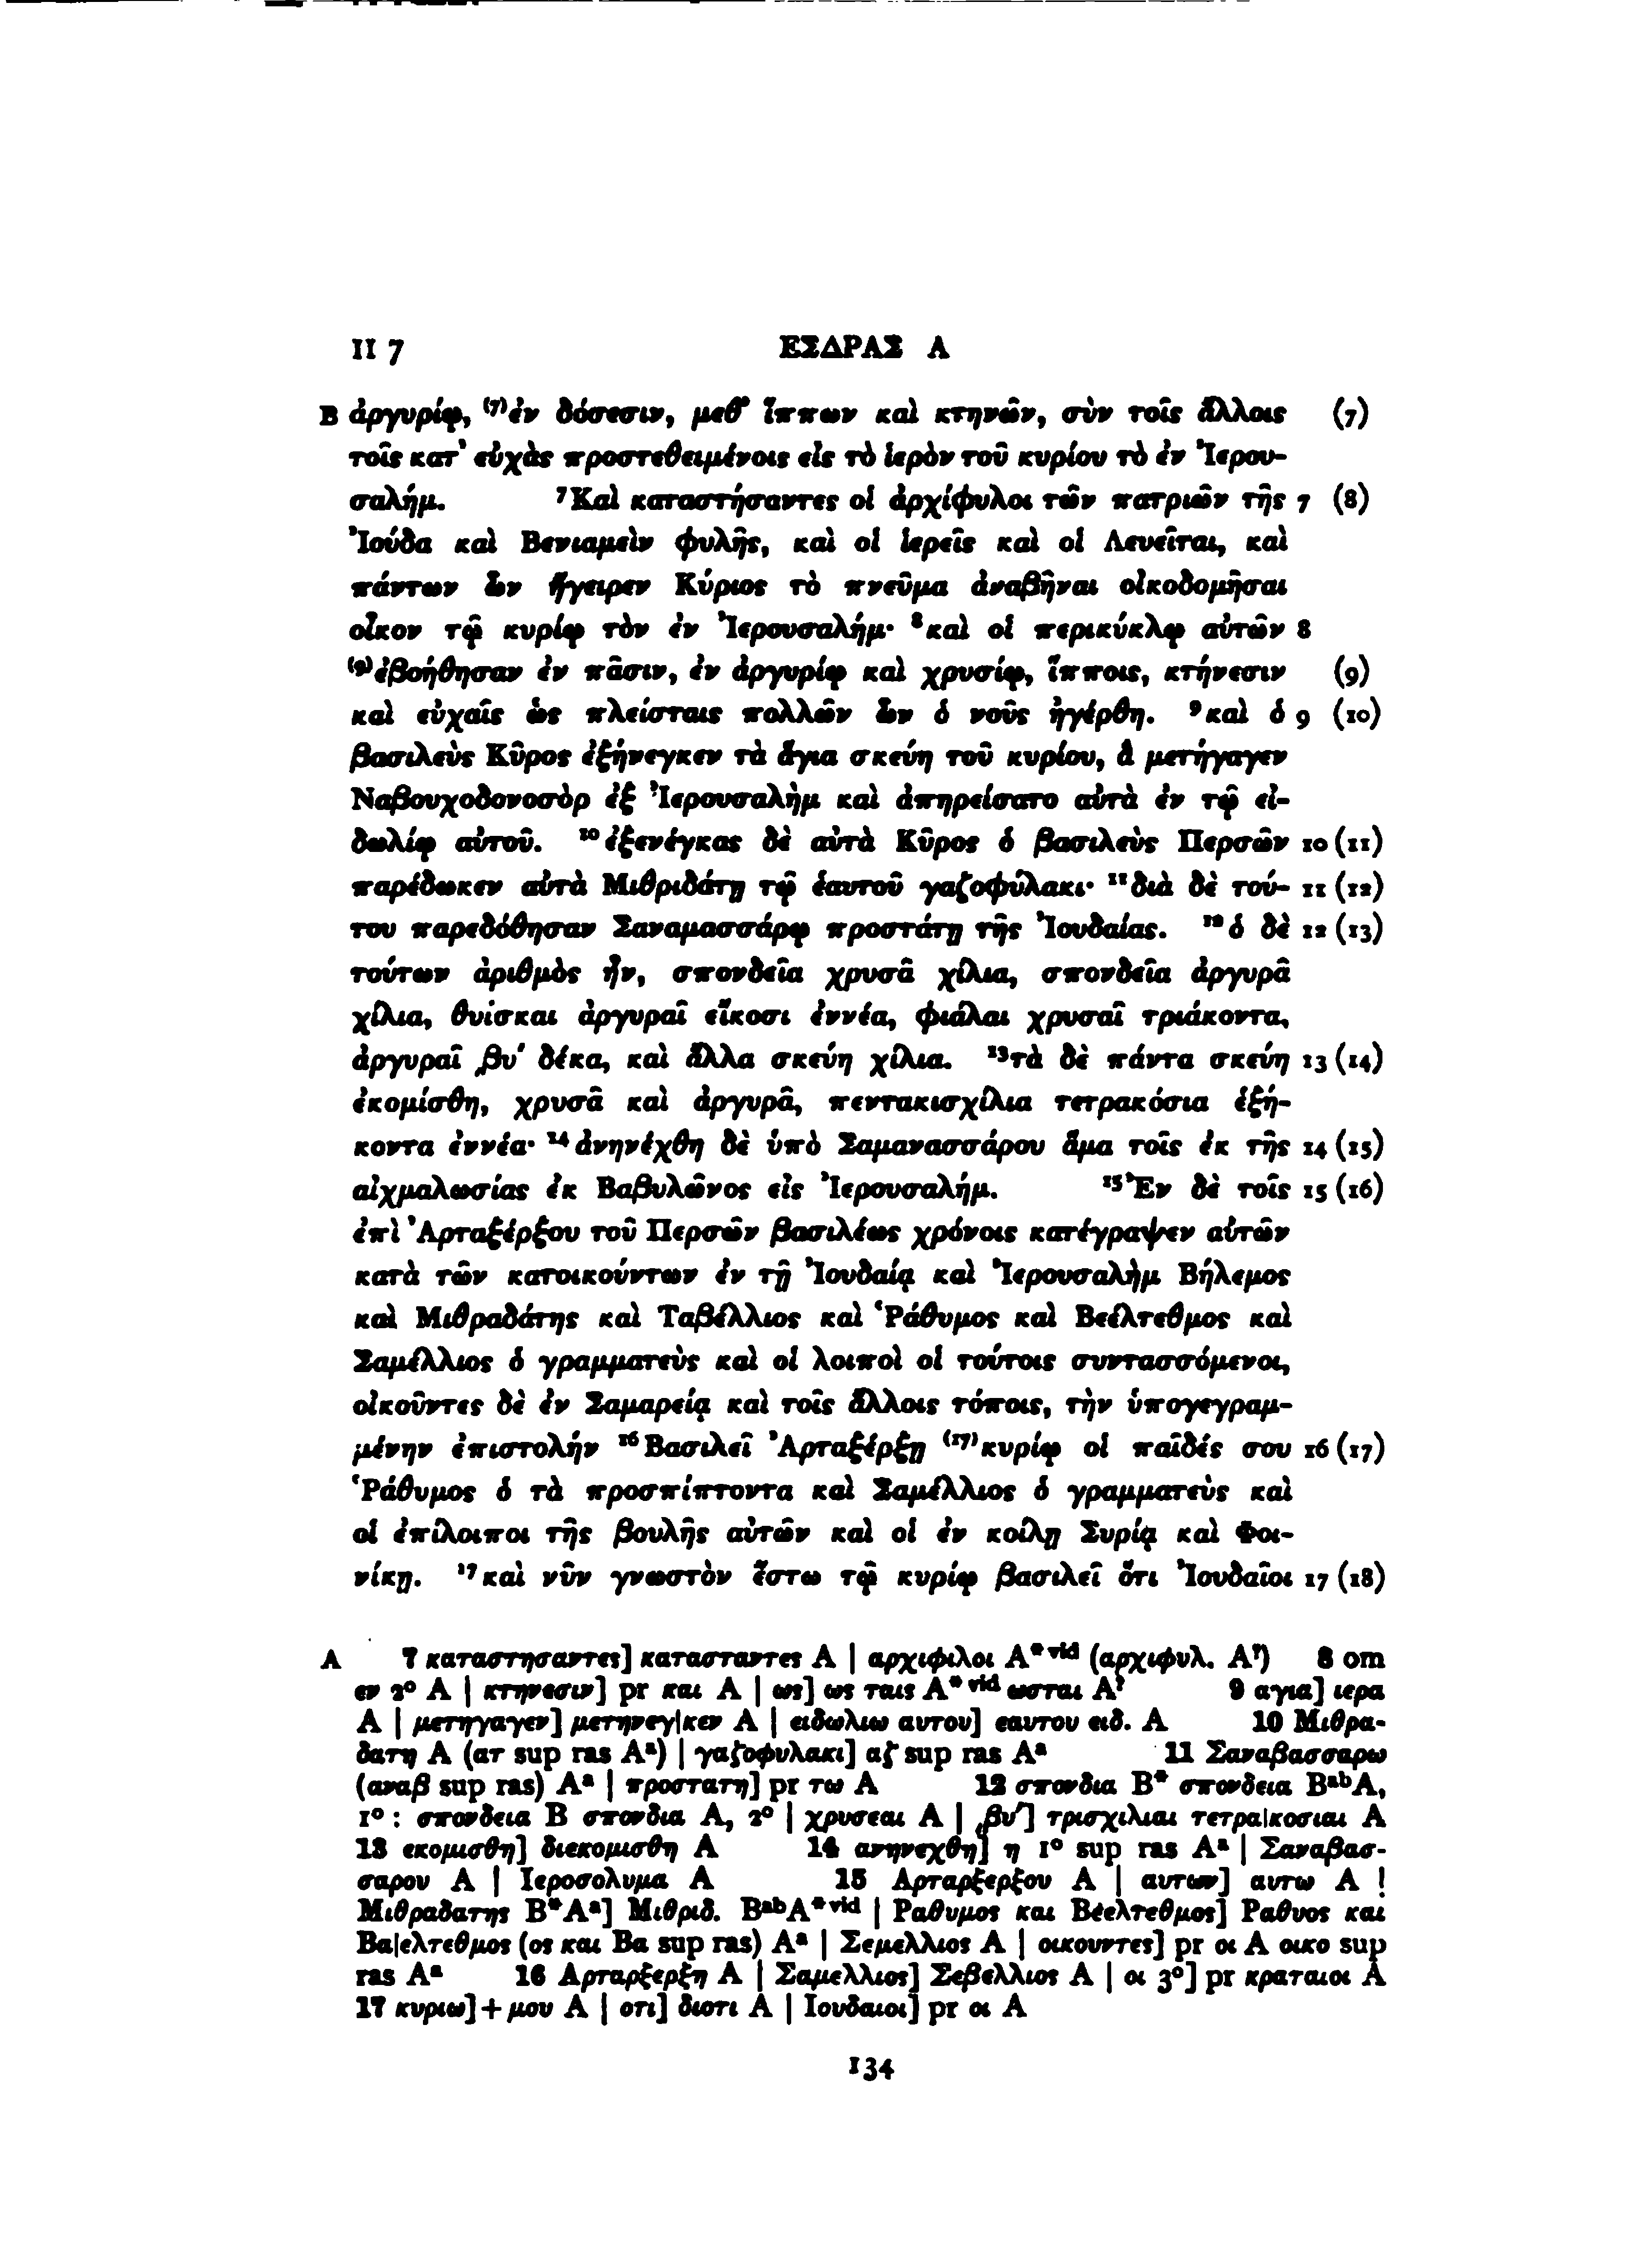 II 7 ΕΣΔΡΑΣ Α
B ἀργυρίῳ, ⁽⁷⁾ἐν δόσεσιν, μεθ' ἵππων καὶ κτηνῶν, σὺν τοῖς ἄλλοις (7)
τοῖς κατ' εὐχὰς προστεθειμένοις εἰς τὸ ἱερὸν τοῦ κυρίου τὸ ἐν Ἰερου-
σαλήμ. ⁷Καὶ καταστήσαντες οἱ ἀρχίφυλοι τῶν πατριῶν τῆς 7 (8)
Ἰούδα καὶ Βενιαμεὶν φυλῆς, καὶ οἱ ἱερεῖς καὶ οἱ Λευεῖται, καὶ
πάντων ὧν ἤγειρεν Κύριος τὸ πνεῦμα ἀναβῆναι οἰκοδομῆσαι
οἶκον τῷ κυρίῳ τὸν ἐν Ἰερουσαλήμ· ⁸καὶ οἱ περικύκλῳ αὐτῶν 8
⁽⁹⁾ἐβοήθησαν ἐν πᾶσιν, ἐν ἀργυρίῳ καὶ χρυσίῳ, ἵπποις, κτήνεσιν (9)
καὶ εὐχαῖς ὡς πλείσταις πολλῶν ὧν ὁ νοῦς ἠγέρθη. ⁹καὶ ὁ 9 (10)
βασιλεὺς Κῦρος ἐξήνεγκεν τὰ ἅγια σκεύη τοῦ κυρίου, ἃ μετήγαγεν
Ναβουχοδονοσὸρ ἐξ Ἰερουσαλὴμ καὶ ἀπηρείσατο αὐτὰ ἐν τῷ εἰ-
δωλίῳ αὐτοῦ. ¹⁰ἐξενέγκας δὲ αὐτὰ Κῦρος ὁ βασιλεὺς Περσῶν 10 (11)
παρέδωκεν αὐτὰ Μιθριδάτῃ τῷ ἑαυτοῦ γαζοφύλακι· ¹¹διὰ δὲ τού- 11 (12)
του παρεδόθησαν Σαναμασσάρῳ προστάτῃ τῆς Ἰουδαίας. ¹²ὁ δὲ 12 (13)
τούτων ἀριθμὸς ἦν, σπονδεῖα χρυσᾶ χίλια, σπονδεῖα ἀργυρᾶ
χίλια, θυίσκαι ἀργυραῖ εἴκοσι ἐννέα, φιάλαι χρυσαῖ τριάκοντα,
ἀργυραῖ ͵βυ´ δέκα, καὶ ἄλλα σκεύη χίλια. ¹³τὰ δὲ πάντα σκεύη 13 (14)
ἐκομίσθη, χρυσᾶ καὶ ἀργυρᾶ, πεντακισχίλια τετρακόσια ἑξή-
κοντα ἐννέα· ¹⁴ἀνηνέχθη δὲ ὑπὸ Σαμανασσάρου ἅμα τοῖς ἐκ τῆς 14 (15)
αἰχμαλωσίας ἐκ Βαβυλῶνος εἰς Ἰερουσαλήμ. ¹⁵Ἐν δὲ τοῖς 15 (16)
ἐπὶ Ἀρταξέρξου τοῦ Περσῶν βασιλέως χρόνοις κατέγραψεν αὐτῶν
κατὰ τῶν κατοικούντων ἐν τῇ Ἰουδαίᾳ καὶ Ἰερουσαλὴμ Βήλεμος
καὶ Μιθραδάτης καὶ Ταβέλλιος καὶ Ῥάθυμος καὶ Βεέλτεθμος καὶ
Σαμέλλιος ὁ γραμματεὺς καὶ οἱ λοιποὶ οἱ τούτοις συντασσόμενοι,
οἰκοῦντες δὲ ἐν Σαμαρείᾳ καὶ τοῖς ἄλλοις τόποις, τὴν ὑπογεγραμ-
μένην ἐπιστολήν ¹⁶Βασιλεῖ Ἀρταξέρξῃ ⁽¹⁷⁾κυρίῳ οἱ παῖδές σου 16 (17)
Ῥάθυμος ὁ τὰ προσπίπτοντα καὶ Σαμέλλιος ὁ γραμματεὺς καὶ
οἱ ἐπίλοιποι τῆς βουλῆς αὐτῶν καὶ οἱ ἐν κοίλῃ Συρίᾳ καὶ Φοι-
νίκῃ. ¹⁷καὶ νῦν γνωστὸν ἔστω τῷ κυρίῳ βασιλεῖ ὅτι Ἰουδαῖοι 17 (18)
A 7 καταστησαντες] κατασταντες A | αρχιφιλοι A*ᵛⁱᵈ (αρχιφυλ. A?) 8 om
εν 2° A | κτηνεσιν] pr και A | ως] ως ταις A*ᵛⁱᵈ ωσται A? 9 αγια] ιερα
A | μετηγαγεν] μετηνεγ|κεν A | ειδωλιω αυτου] εαυτου ειδ. A 10 Μιθρα-
δατη A (ατ sup ras Aᵃ) | γαζοφυλακι] αζ sup ras Aᵃ 11 Σαναβασσαρω
(αναβ sup ras) Aᵃ | προστατη] pr τω A 12 σπονδια B* σπονδεια BᵃᵇA,
1° : σπονδεια B σπονδια A, 2° | χρυσεαι A | ͵βυ´] τρισχιλιαι τετρα|κοσιαι A
13 εκομισθη] διεκομισθη A 14 ανηνεχθη] η 1° sup ras Aᵃ | Σαναβασ-
σαρου A | Ιεροσολυμα A 15 Αρταρξερξου A | αυτων] αυτω A |
Μιθραδατης B*Aᵃ] Μιθριδ. BᵃᵇA*ᵛⁱᵈ | Ραθυμος και Βεελτεθμος] Ραθυος και
Βα|ελτεθμος (ος και Βα sup ras) Aᵃ | Σεμελλιος A | οικουντες] pr οι A οικο sup
ras Aᵃ 16 Αρταρξερξη A | Σαμελλιος] Σεβελλιος A | οι 3°] pr κραταιοι A
17 κυριω]+μου A | οτι] διοτι A | Ιουδαιοι] pr οι A
134